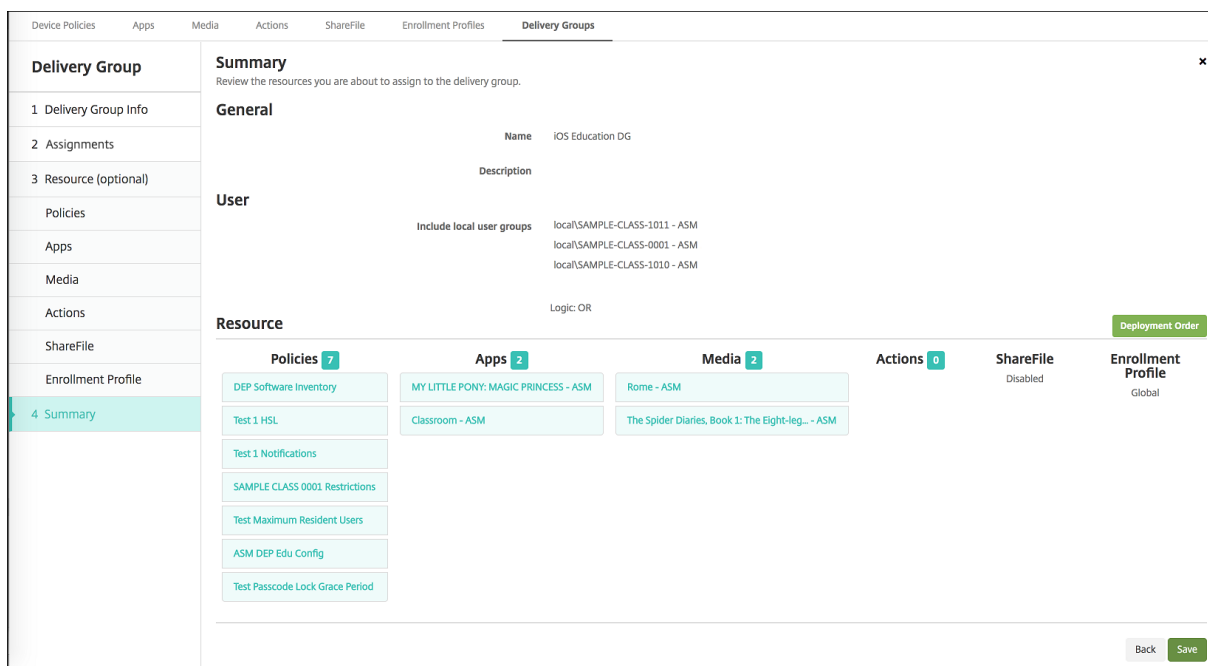 Device Policies Apps Media Actions ShareFile Enrollment Profiles Delivery Groups
Delivery Group
1 Delivery Group Info
2 Assignments
3 Resource (optional)
Policies
Apps
Media
Actions
ShareFile
Enrollment Profile
4 Summary
Summary
×
Review the resources you are about to assign to the delivery group.
General
Name iOS Education DG
Description
User
Include local user groups local\SAMPLE-CLASS-1011 - ASM
local\SAMPLE-CLASS-0001 - ASM
local\SAMPLE-CLASS-1010 - ASM
Logic: OR
Resource
Deployment Order
Policies 7
DEP Software Inventory
Test 1 HSL
Test 1 Notifications
SAMPLE CLASS 0001 Restrictions
Test Maximum Resident Users
ASM DEP Edu Config
Test Passcode Lock Grace Period
Apps 2
MY LITTLE PONY: MAGIC PRINCESS - ASM
Classroom - ASM
Media 2
Rome - ASM
The Spider Diaries, Book 1: The Eight-leg... - ASM
Actions 0
ShareFile
Disabled
Enrollment
Profile
Global
Back Save